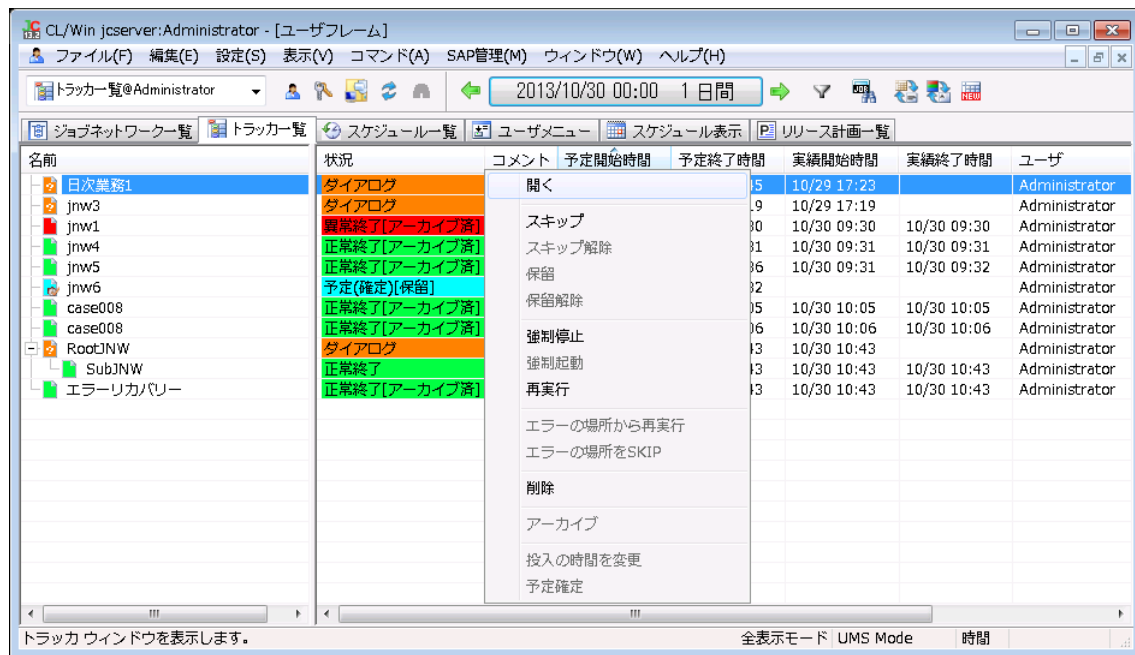 CL/Win jcserver:Administrator - [ユーザフレーム]
ファイル(F) 編集(E) 設定(S) 表示(V) コマンド(A) SAP管理(M) ウィンドウ(W) ヘルプ(H)
トラッカ一覧@Administrator 2013/10/30 00:00 1 日間 NEW
ジョブネットワーク一覧 トラッカ一覧 スケジュール一覧 ユーザメニュー スケジュール表示 リリース計画一覧
名前 状況 コメント 予定開始時間 予定終了時間 実績開始時間 実績終了時間 ユーザ
日次業務1 ダイアログ 45 10/29 17:23 Administrator
jnw3 ダイアログ 19 10/29 17:19 Administrator
jnw1 異常終了[アーカイブ済] 30 10/30 09:30 10/30 09:30 Administrator
jnw4 正常終了[アーカイブ済] 31 10/30 09:31 10/30 09:31 Administrator
jnw5 正常終了[アーカイブ済] 36 10/30 09:31 10/30 09:32 Administrator
jnw6 予定(確定)[保留] 32 Administrator
case008 正常終了[アーカイブ済] 05 10/30 10:05 10/30 10:05 Administrator
case008 正常終了[アーカイブ済] 06 10/30 10:06 10/30 10:06 Administrator
RootJNW ダイアログ 43 10/30 10:43 Administrator
SubJNW 正常終了 43 10/30 10:43 10/30 10:43 Administrator
エラーリカバリー 正常終了[アーカイブ済] 43 10/30 10:43 10/30 10:43 Administrator
開く
スキップ
スキップ解除
保留
保留解除
強制停止
強制起動
再実行
エラーの場所から再実行
エラーの場所をSKIP
削除
アーカイブ
投入の時間を変更
予定確定
トラッカ ウィンドウを表示します。 全表示モード UMS Mode 時間